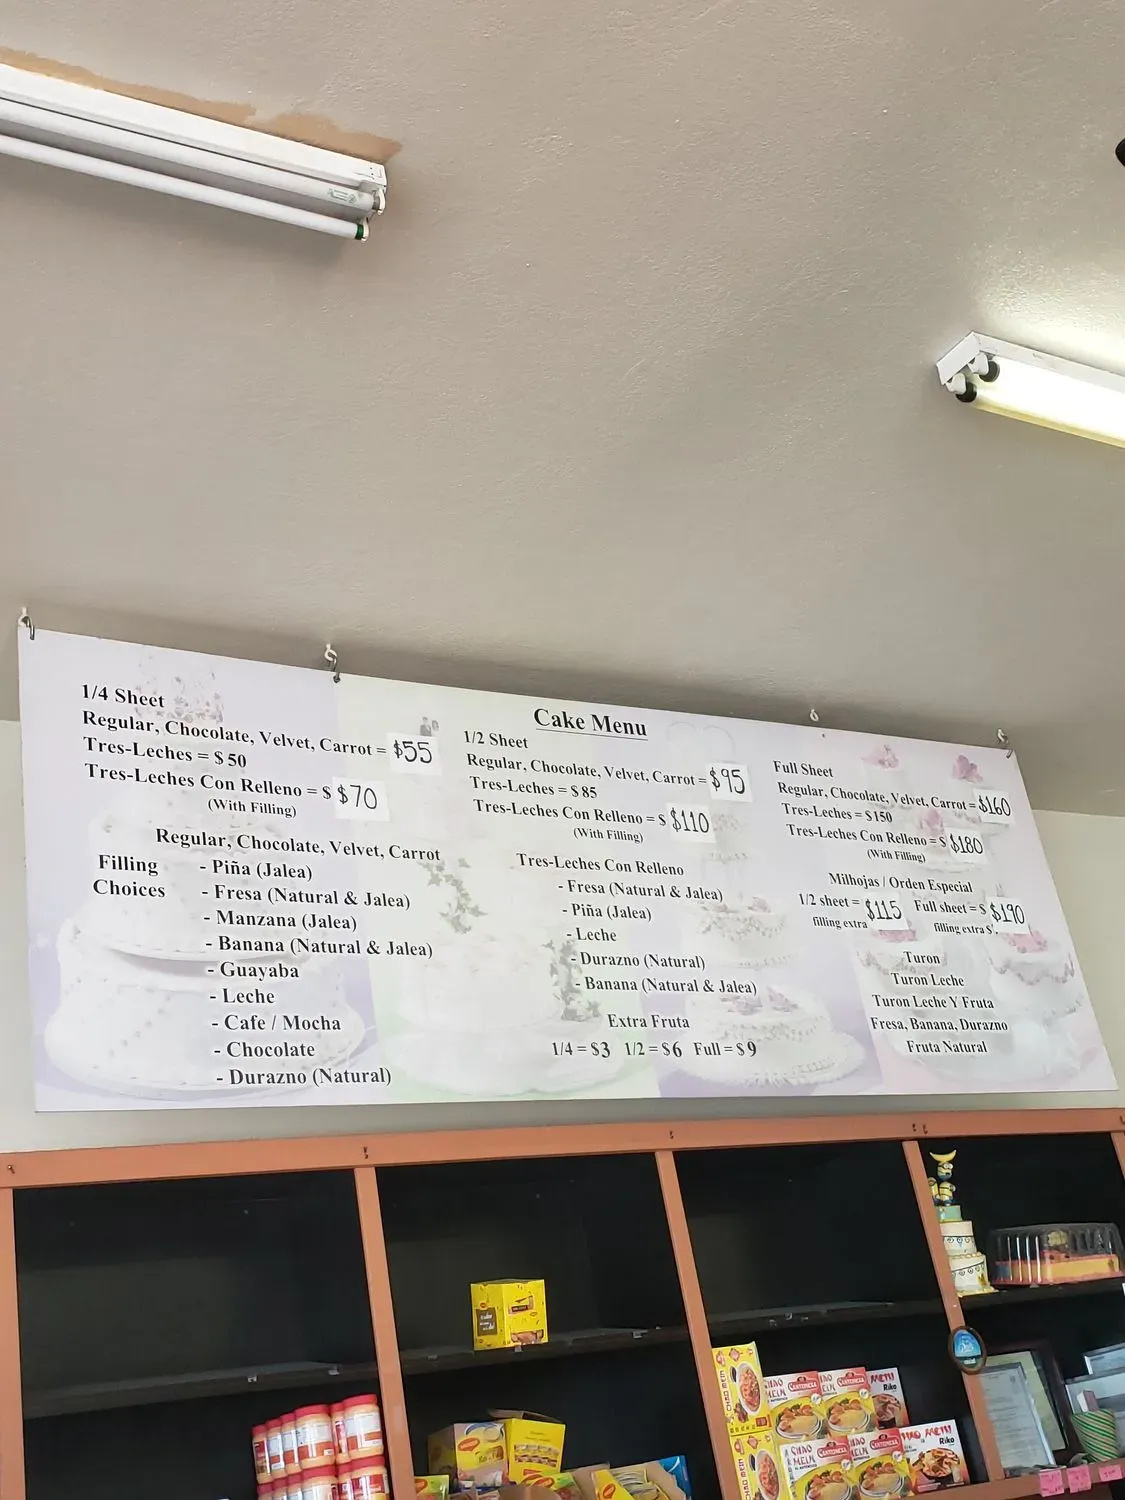 Cake Menu
1/4 Sheet
Regular, Chocolate, Velvet, Carrot = $55
Tres-Leches = $50
Tres-Leches Con Relleno = $ $70
(With Filling)
Regular, Chocolate, Velvet, Carrot
Filling
Choices
- Piña (Jalea)
- Fresa (Natural & Jalea)
- Manzana (Jalea)
- Banana (Natural & Jalea)
- Guayaba
- Leche
- Cafe / Mocha
- Chocolate
- Durazno (Natural)
1/2 Sheet
Regular, Chocolate, Velvet, Carrot = $95
Tres-Leches = $85
Tres-Leches Con Relleno = $ $110
(With Filling)
Tres-Leches Con Relleno
- Fresa (Natural & Jalea)
- Piña (Jalea)
- Leche
- Durazno (Natural)
- Banana (Natural & Jalea)
Extra Fruta
1/4 = $3 1/2 = $6 Full = $9
Full Sheet
Regular, Chocolate, Velvet, Carrot = $160
Tres-Leches = $150
Tres-Leches Con Relleno = $ $180
(With Filling)
Milhojas / Orden Especial
1/2 sheet = $115 Full sheet = $ $190
filling extra filling extra $
Turon
Turon Leche
Turon Leche Y Fruta
Fresa, Banana, Durazno
Fruta Natural
Riko
Riko